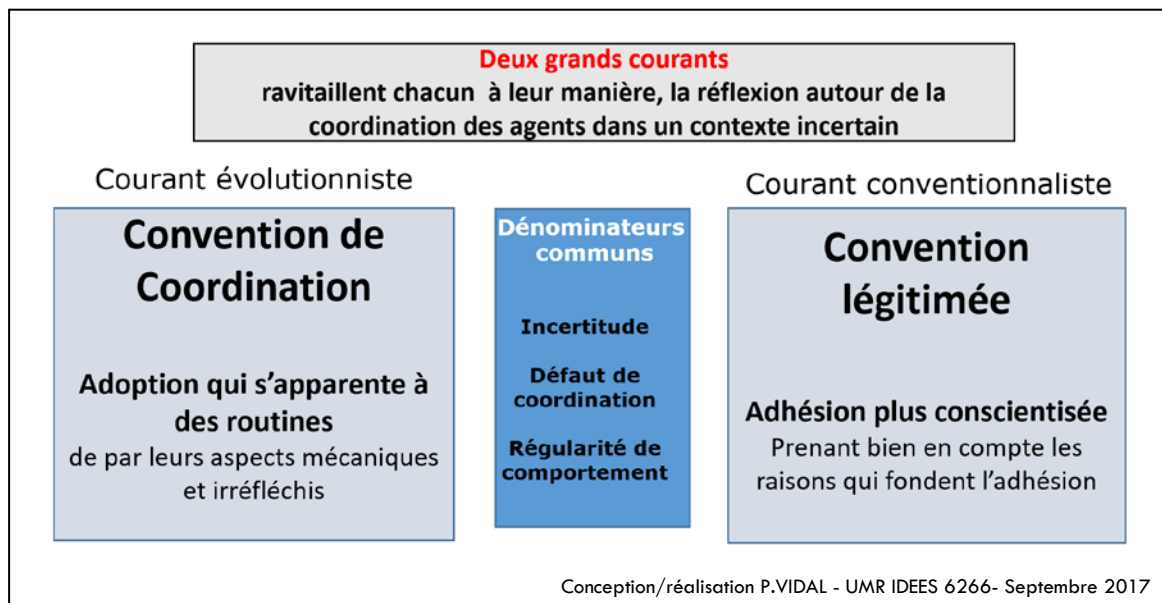 Deux grands courants
ravitaillent chacun à leur manière, la réflexion autour de la
coordination des agents dans un contexte incertain
Courant évolutionniste
Convention de
Coordination
Adoption qui s'apparente à
des routines
de par leurs aspects mécaniques
et irréfléchis
Dénominateurs
communs
Incertitude
Défaut de
coordination
Régularité de
comportement
Courant conventionnaliste
Convention
légitimée
Adhésion plus conscientisée
Prenant bien en compte les
raisons qui fondent l'adhésion
Conception/réalisation P.VIDAL - UMR IDEES 6266- Septembre 2017